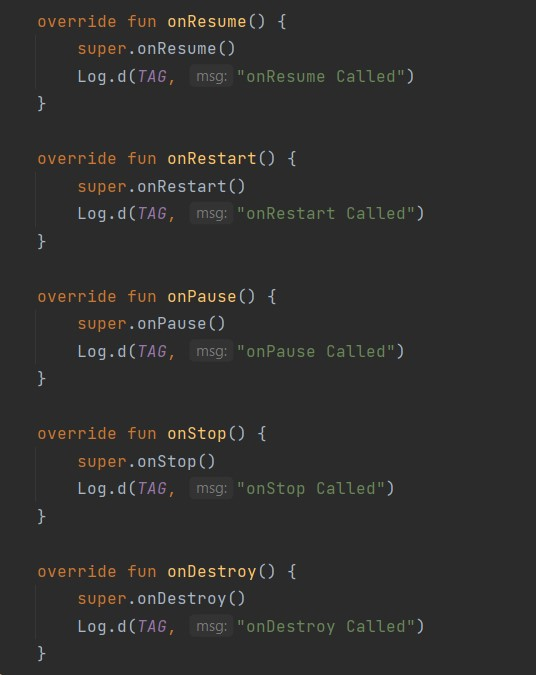 override fun onResume() {
super.onResume()
Log.d(TAG, msg: "onResume Called")
}
override fun onRestart() {
super.onRestart()
Log.d(TAG, msg: "onRestart Called")
}
override fun onPause() {
super.onPause()
Log.d(TAG, msg: "onPause Called")
}
override fun onStop() {
super.onStop()
Log.d(TAG, msg: "onStop Called")
}
override fun onDestroy() {
super.onDestroy()
Log.d(TAG, msg: "onDestroy Called")
}